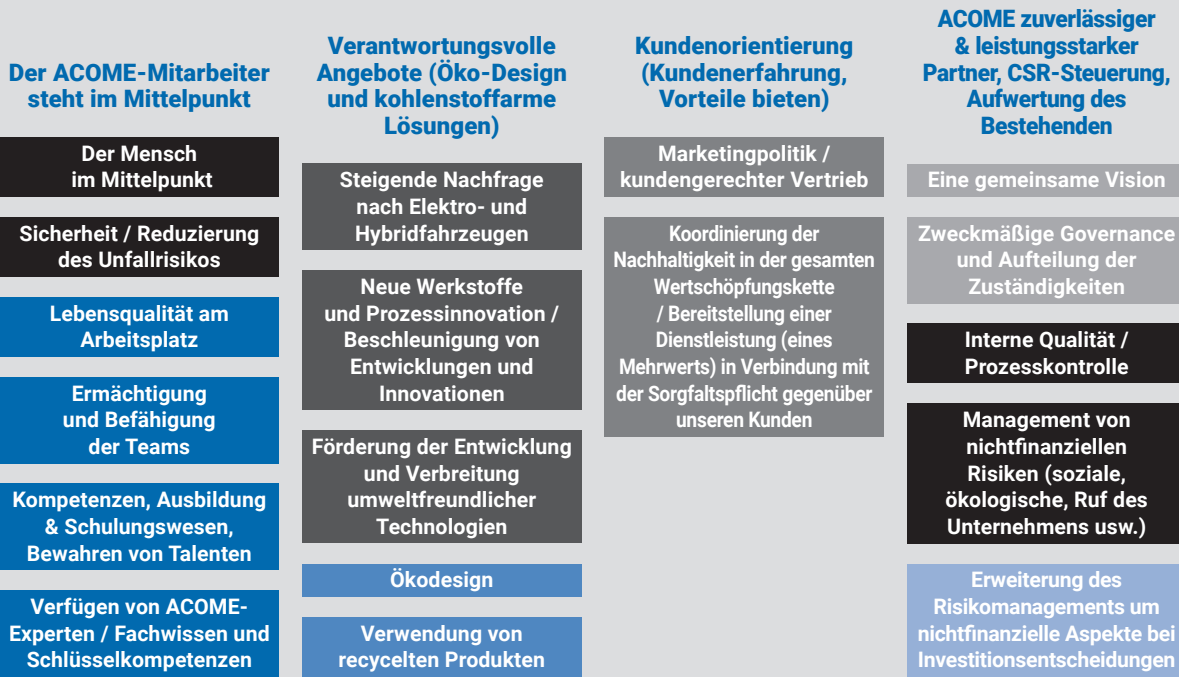 Der ACOME-Mitarbeiter
steht im Mittelpunkt
Der Mensch
im Mittelpunkt
Sicherheit / Reduzierung
des Unfallrisikos
Lebensqualität am
Arbeitsplatz
Ermächtigung
und Befähigung
der Teams
Kompetenzen, Ausbildung
& Schulungswesen,
Bewahren von Talenten
Verfügen von ACOME-
Experten / Fachwissen und
Schlüsselkompetenzen
Verantwortungsvolle
Angebote (Öko-Design
und kohlenstoffarme
Lösungen)
Steigende Nachfrage
nach Elektro- und
Hybridfahrzeugen
Neue Werkstoffe
und Prozessinnovation /
Beschleunigung von
Entwicklungen und
Innovationen
Förderung der Entwicklung
und Verbreitung
umweltfreundlicher
Technologien
Ökodesign
Verwendung von
recycelten Produkten
Kundenorientierung
(Kundenerfahrung,
Vorteile bieten)
Marketingpolitik /
kundengerechter Vertrieb
Koordinierung der
Nachhaltigkeit in der gesamten
Wertschöpfungskette
/ Bereitstellung einer
Dienstleistung (eines
Mehrwerts) in Verbindung mit
der Sorgfaltspflicht gegenüber
unseren Kunden
ACOME zuverlässiger
& leistungsstarker
Partner, CSR-Steuerung,
Aufwertung des
Bestehenden
Eine gemeinsame Vision
Zweckmäßige Governance
und Aufteilung der
Zuständigkeiten
Interne Qualität /
Prozesskontrolle
Management von
nichtfinanziellen
Risiken (soziale,
ökologische, Ruf des
Unternehmens usw.)
Erweiterung des
Risikomanagements um
nichtfinanzielle Aspekte bei
Investitionsentscheidungen